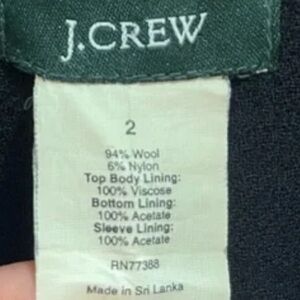 J.CREW
2
94% Wool
6% Nylon
Top Body Lining:
100% Viscose
Bottom Lining:
100% Acetate
Sleeve Lining:
100% Acetate
RN77388
Made in Sri Lanka